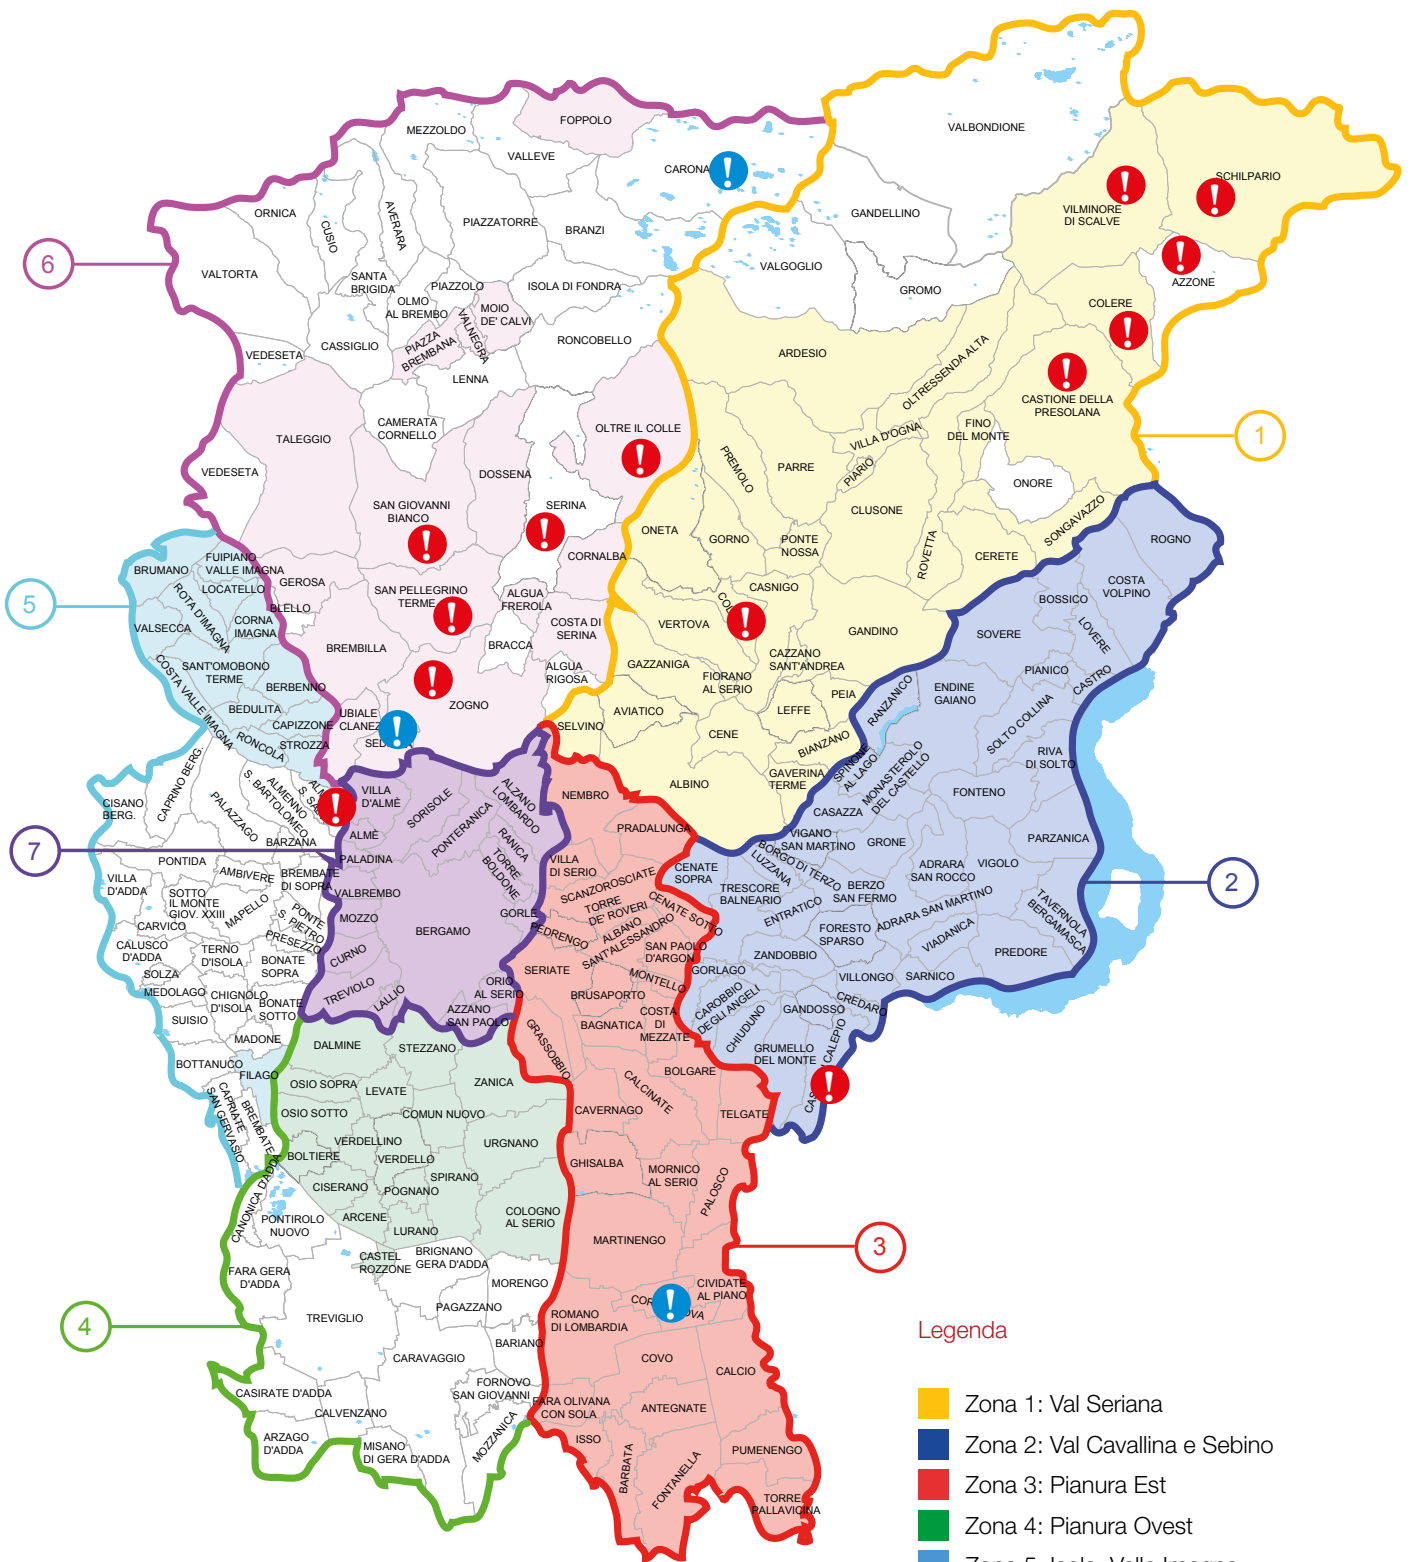 FOPPOLO
MEZZOLDO
VALLEVE
CARONA
VALBONDIONE
SCHILPARIO
VILMINORE
DI SCALVE
AZZONE
ORNICA
CUSIO
AVERARA
PIAZZATORRE
BRANZI
GANDELLINO
VALGOGLIO
GROMO
COLERE
6
VALTORTA
SANTA
BRIGIDA
OLMO
AL BREMBO
PIAZZOLO
ISOLA DI FONDRA
MOIO
DE' CALVI
VALNEGRA
PIAZZA
BREMBANA
CASSIGLIO
VEDESETA
RONCOBELLO
LENNA
ARDESIO
OLTRESSENDA ALTA
CASTIONE DELLA
PRESOLANA
1
TALEGGIO
CAMERATA
CORNELLO
OLTRE IL COLLE
VILLA D'OGNA
FINO
DEL MONTE
PREMOLO
PARRE
PIARIO
VEDESETA
DOSSENA
ONORE
SAN GIOVANNI
BIANCO
SERINA
CLUSONE
SONGAVAZZO
ONETA
GORNO
PONTE
NOSSA
ROVETTA
CERETE
ROGNO
CORNALBA
BRUMANO
FUIPIANO
VALLE IMAGNA
LOCATELLO
ROTA D'IMAGNA
GEROSA
SAN PELLEGRINO
TERME
ALGUA
FREROLA
CASNIGO
COSTA
VOLPINO
BOSSICO
5
VALSECCA
CORNA
IMAGNA
BLELLO
COSTA DI
SERINA
VERTOVA
GANDINO
SOVERE
LOVERE
BREMBILLA
BRACCA
COSTA VALLE IMAGNA
SANT'OMOBONO
TERME
BERBENNO
ALGUA
RIGOSA
GAZZANIGA
FIORANO
AL SERIO
CAZZANO
SANT'ANDREA
PIANICO
CASTRO
ENDINE
GAIANO
RANZANICO
PEIA
BEDULITA
CAPIZZONE
ZOGNO
SELVINO
AVIATICO
LEFFE
SOLTO COLLINA
UBIALE
RONCOLA
STROZZA
CENE
BIANZANO
RIVA
DI SOLTO
SPINONE
AL LAGO
MONASTEROLO
DEL CASTELLO
CISANO
BERG.
CAPRINO BERG.
PALAZZAGO
ALMENNO
S. BARTOLOMEO
BARZANA
VILLA
D'ALMÈ
SORISOLE
PONTERANICA
ALZANO
LOMBARDO
NEMBRO
ALBINO
GAVERINA
TERME
CASAZZA
FONTENO
PRADALUNGA
VIGANO
SAN MARTINO
GRONE
PARZANICA
7
ALMÈ
RANICA
TORRE
BOLDONE
PALADINA
PONTIDA
VILLA
D'ADDA
AMBIVERE
BREMBATE
DI SOPRA
VALBREMBO
VILLA
DI SERIO
SCANZOROSCIATE
CENATE
SOPRA
LUZZANA
BORGO DI TERZO
TRESCORE
BALNEARIO
BERZO
SAN FERMO
ADRARA
SAN ROCCO
VIGOLO
2
SOTTO
IL MONTE
GIOV. XXIII
MAPELLO
PONTE
S. PIETRO
MOZZO
GORLE
TORRE
DE' ROVERI
CENATE SOTTO
ENTRATICO
ADRARA SAN MARTINO
TAVERNOLA
BERGAMASCA
CARVICO
PRESEZZO
BERGAMO
PEDRENGO
ALBANO
SANT'ALESSANDRO
FORESTO
SPARSO
VIADANICA
CALUSCO
D'ADDA
TERNO
D'ISOLA
BONATE
SOPRA
CURNO
SAN PAOLO
D'ARGON
ZANDOBBIO
PREDORE
SOLZA
MEDOLAGO
CHIGNOLO
D'ISOLA
BONATE
SOTTO
TREVIOLO
LALLIO
ORIO
AL SERIO
SERIATE
MONTELLO
GORLAGO
VILLONGO
SARNICO
SUISIO
AZZANO
SAN PAOLO
BRUSAPORTO
CAROBBIO
DEGLI ANGELI
CREDARO
GANDOSSO
MADONE
BAGNATICA
COSTA
DI
MEZZATE
CHIUDUNO
DALMINE
STEZZANO
GRASSOBBIO
GRUMELLO
DEL MONTE
CALEPIO
BOTTANUCO
FILAGO
BOLGARE
OSIO SOPRA
LEVATE
ZANICA
CALCINATE
CAPRIATE
SAN GERVASIO
BREMBATE
OSIO SOTTO
COMUN NUOVO
CAVERNAGO
TELGATE
VERDELLINO
URGNANO
BOLTIERE
VERDELLO
GHISALBA
MORNICO
AL SERIO
SPIRANO
CISERANO
POGNANO
PALOSCO
CANONICA D'ADDA
PONTIROLO
NUOVO
ARCENE
LURANO
COLOGNO
AL SERIO
MARTINENGO
3
CASTEL
ROZZONE
BRIGNANO
GERA D'ADDA
FARA GERA
D'ADDA
MORENGO
CIVIDATE
AL PIANO
TREVIGLIO
PAGAZZANO
ROMANO
DI LOMBARDIA
4
BARIANO
Legenda
CARAVAGGIO
COVO
CALCIO
FORNOVO
SAN GIOVANNI
CASIRATE D'ADDA
FARA OLIVANA
CON SOLA
ANTEGNATE
Zona 1: Val Seriana
CALVENZANO
ARZAGO
D'ADDA
MISANO
DI GERA D'ADDA
MOZZANICA
ISSO
BARBATA
FONTANELLA
PUMENENGO
Zona 2: Val Cavallina e Sebino
Zona 3: Pianura Est
TORRE
PALLAVICINA
Zona 4: Pianura Ovest